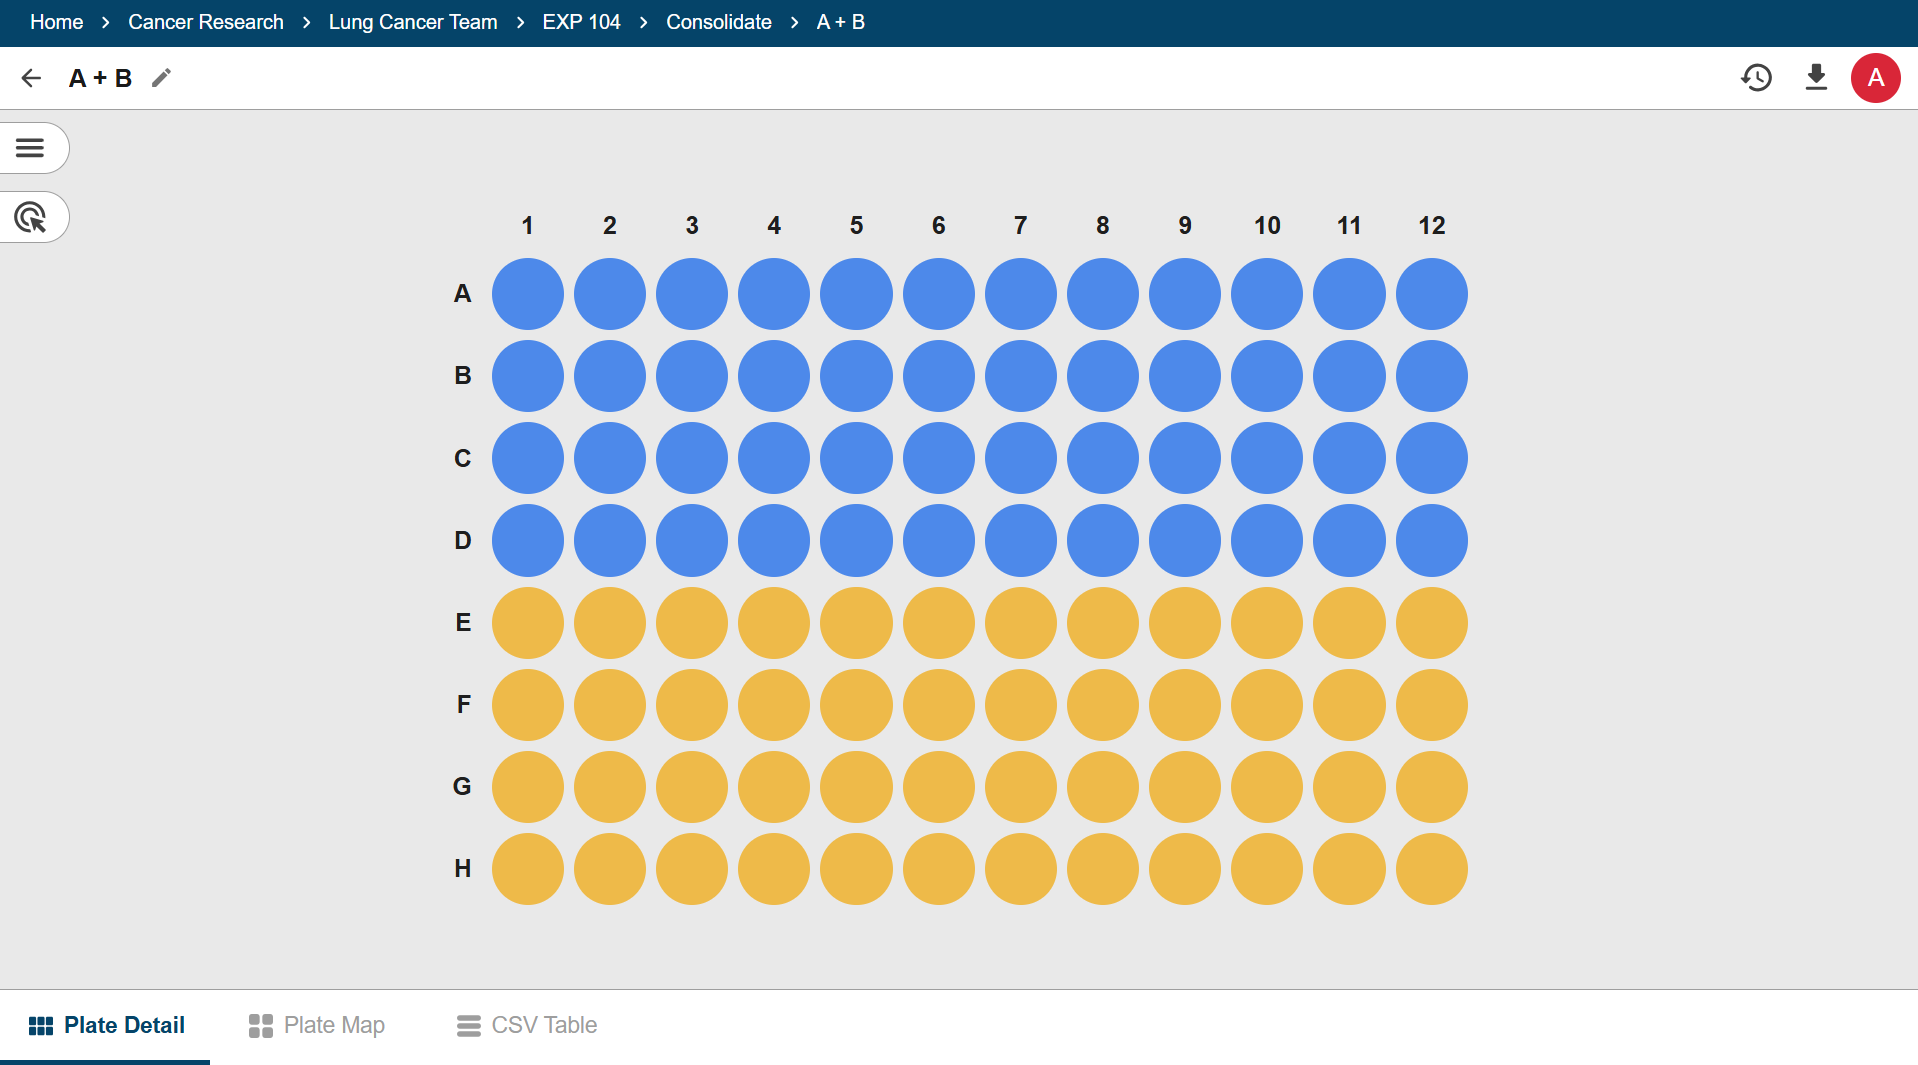 Home > Cancer Research > Lung Cancer Team > EXP 104 > Consolidate > A + B
A + B
A
1 2 3 4 5 6 7 8 9 10 11 12
A
B
C
D
E
F
G
H
Plate Detail Plate Map CSV Table